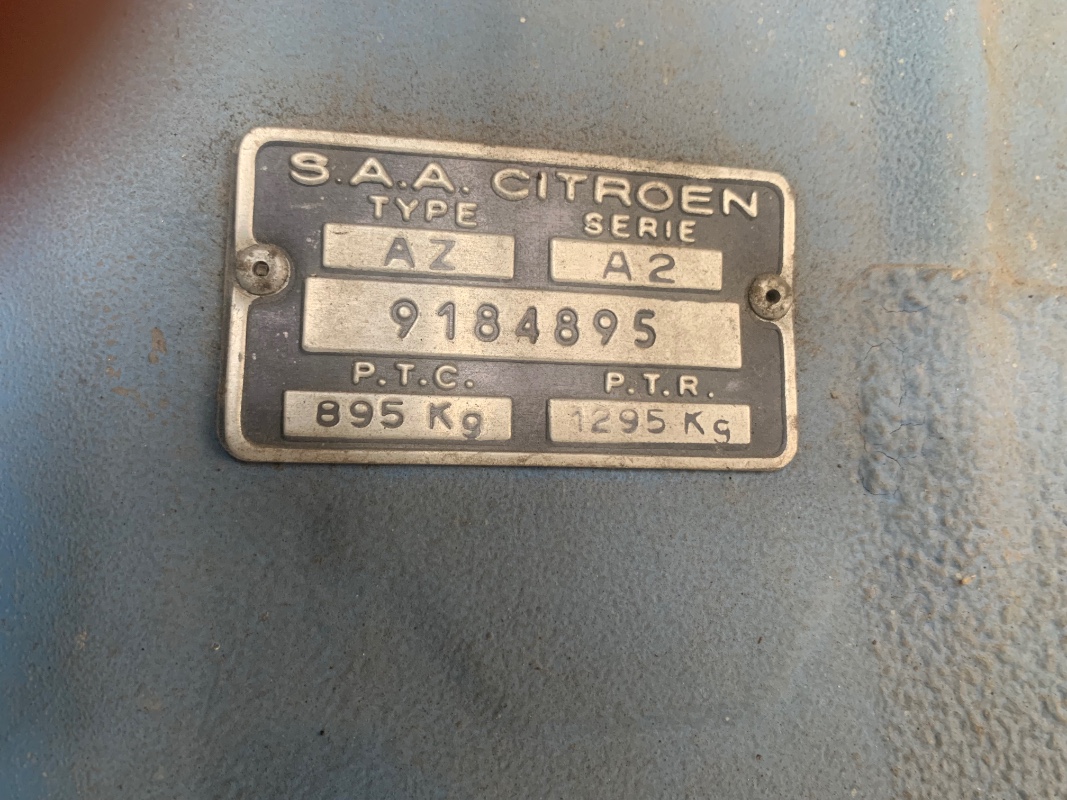 S.A.A. CITROEN
TYPE SERIE
AZ A2
9184895
P.T.C. P.T.R.
895 Kg 1295 Kg